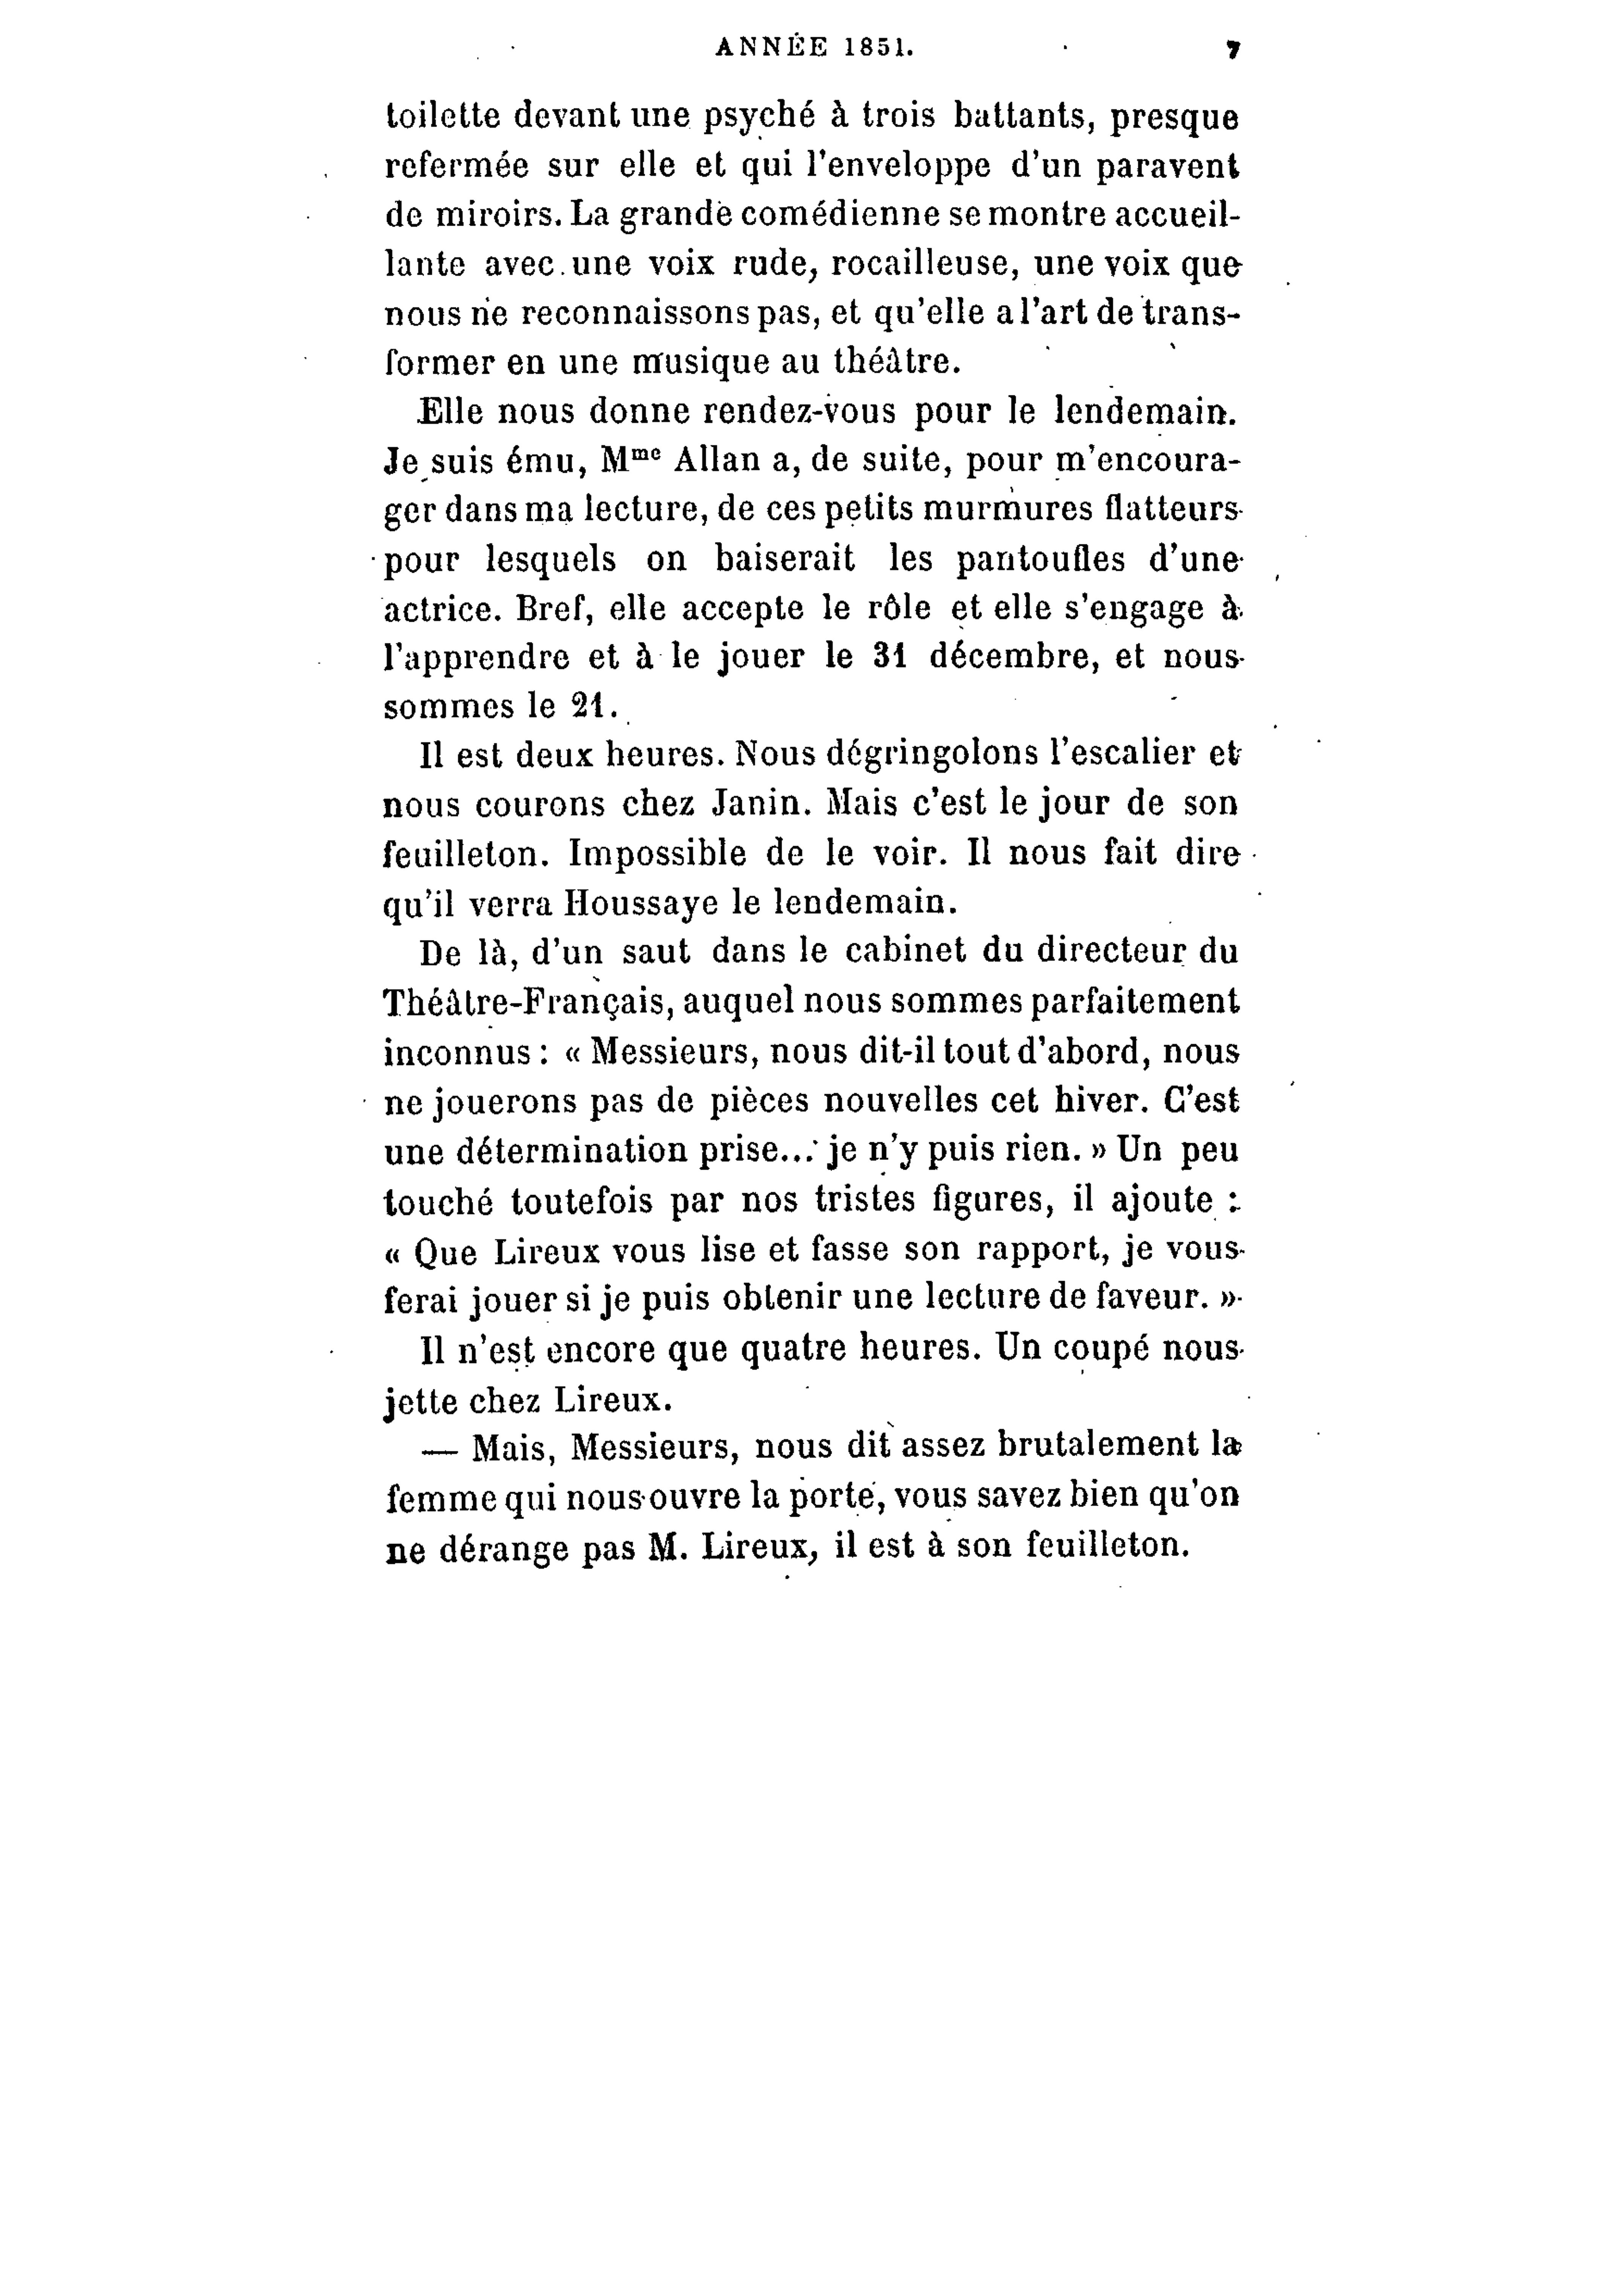 ANNÉE 1851. 7
toilette devant une psyché à trois battants, presque
refermée sur elle et qui l'enveloppe d'un paravent
de miroirs. La grande comédienne se montre accueil-
lante avec une voix rude, rocailleuse, une voix que
nous ne reconnaissons pas, et qu'elle a l'art de trans-
former en une musique au théâtre.
Elle nous donne rendez-vous pour le lendemain.
Je suis ému, Mme Allan a, de suite, pour m'encoura-
ger dans ma lecture, de ces petits murmures flatteurs
pour lesquels on baiserait les pantoufles d'une
actrice. Bref, elle accepte le rôle et elle s'engage à
l'apprendre et à le jouer le 31 décembre, et nous
sommes le 21.
Il est deux heures. Nous dégringolons l'escalier et
nous courons chez Janin. Mais c'est le jour de son
feuilleton. Impossible de le voir. Il nous fait dire
qu'il verra Houssaye le lendemain.
De là, d'un saut dans le cabinet du directeur du
Théâtre-Français, auquel nous sommes parfaitement
inconnus : « Messieurs, nous dit-il tout d'abord, nous
ne jouerons pas de pièces nouvelles cet hiver. C'est
une détermination prise... je n'y puis rien. » Un peu
touché toutefois par nos tristes figures, il ajoute :
« Que Lireux vous lise et fasse son rapport, je vous
ferai jouer si je puis obtenir une lecture de faveur. »
Il n'est encore que quatre heures. Un coupé nous
jette chez Lireux.
— Mais, Messieurs, nous dit assez brutalement la
femme qui nous ouvre la porte, vous savez bien qu'on
ne dérange pas M. Lireux, il est à son feuilleton.